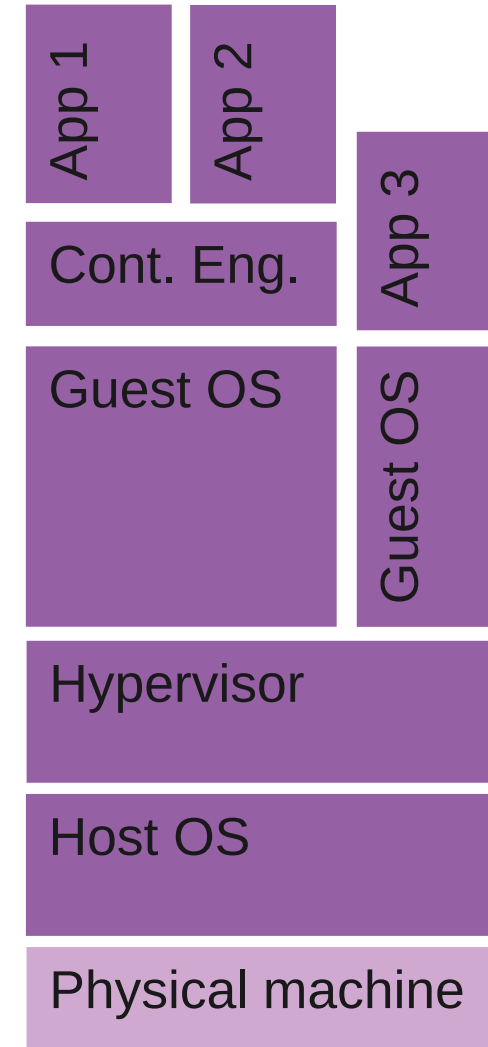 App 1
App 2
App 3
Cont. Eng.
Guest OS
Guest OS
Hypervisor
Host OS
Physical machine